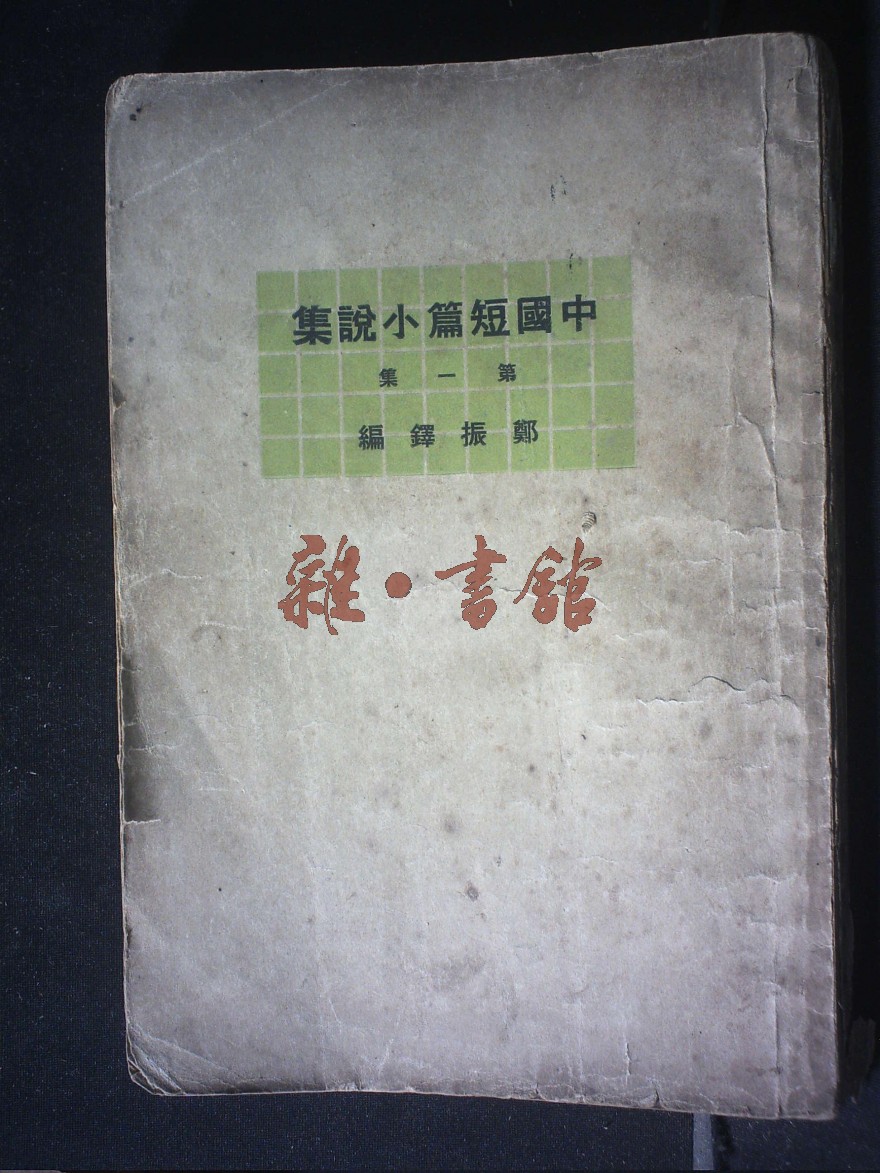 中國短篇小說集
第一集
鄭振鐸編
雜·書館